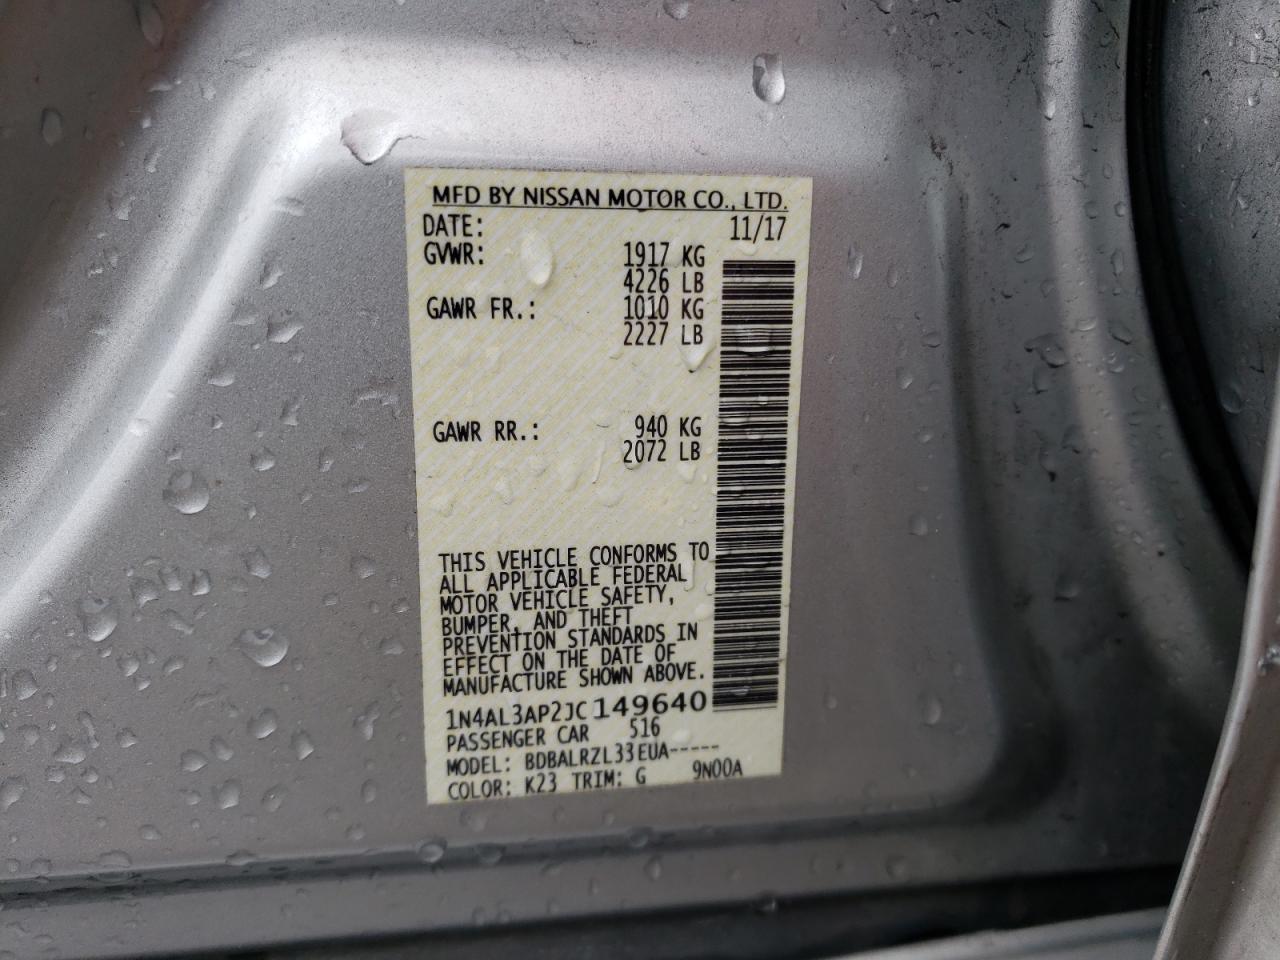 MFD BY NISSAN MOTOR CO., LTD.
DATE: 11/17
GVWR: 1917 KG
4226 LB
GAWR FR.: 1010 KG
2227 LB
GAWR RR.: 940 KG
2072 LB
THIS VEHICLE CONFORMS TO
ALL APPLICABLE FEDERAL
MOTOR VEHICLE SAFETY,
BUMPER, AND THEFT
PREVENTION STANDARDS IN
EFFECT ON THE DATE OF
MANUFACTURE SHOWN ABOVE.
1N4AL3AP2JC149640
PASSENGER CAR 516
MODEL: BDBALRZL33EUA-----
COLOR: K23 TRIM: G 9N00A